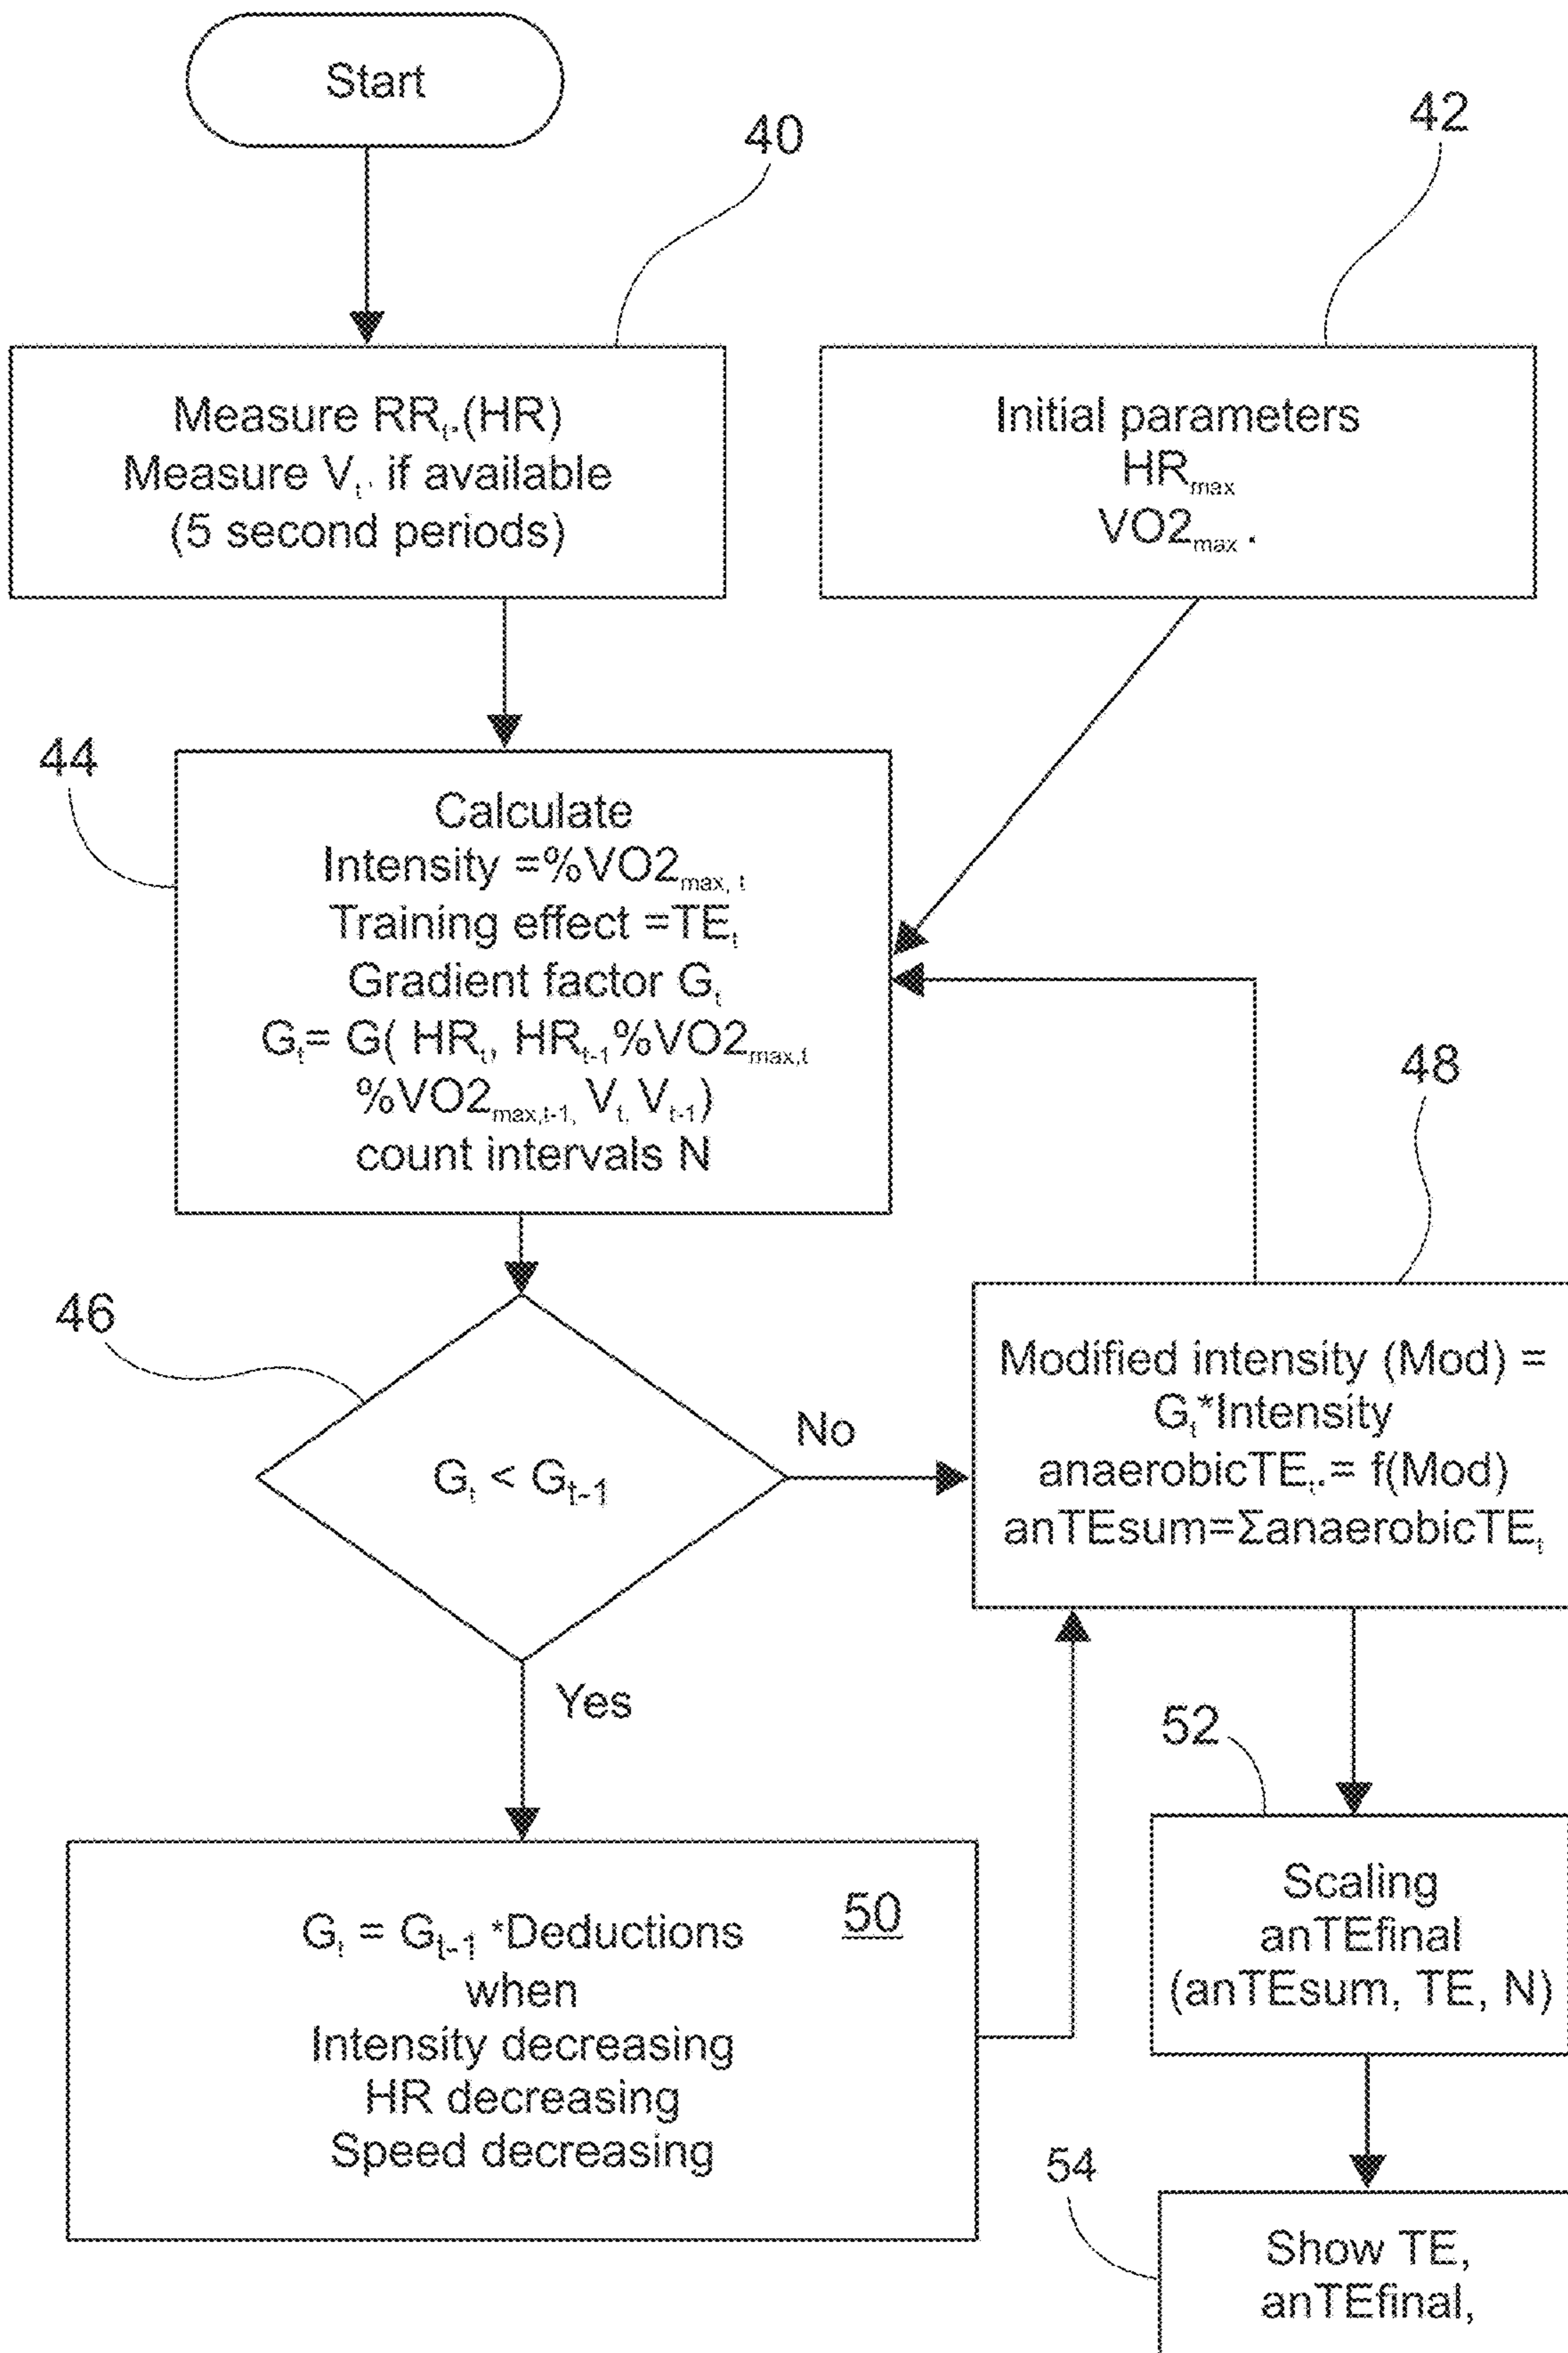 Start
40
42
Measure RRₜ.(HR)
Measure Vₜ, if available
(5 second periods)
Initial parameters
HRmax
VO2max .
44
Calculate
Intensity =%VO2max, t
Training effect =TEₜ
Gradient factor Gₜ
Gₜ= G( HRₜ, HRt-1%VO2max,t
%VO2max,t-1, Vₜ, Vt-1)
count intervals N
48
46
Gₜ < Gt-1
No
Modified intensity (Mod) =
Gₜ*Intensity
anaerobicTEₜ.= f(Mod)
anTEsum=ΣanaerobicTEₜ
Yes
52
50
Gₜ = Gt-1 *Deductions
when
Intensity decreasing
HR decreasing
Speed decreasing
Scaling
anTEfinal
(anTEsum, TE, N)
54
Show TE,
anTEfinal,